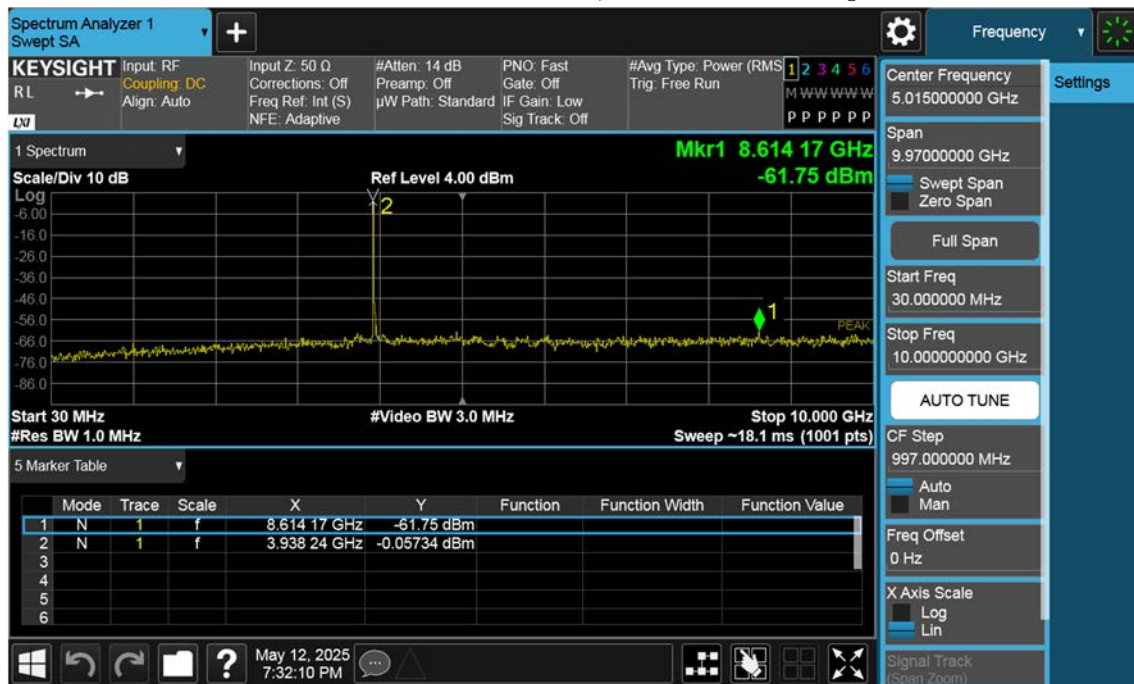 Spectrum Analyzer 1
Swept SA
+
Frequency
KEYSIGHT Input: RF Input Z: 50 Ω #Atten: 14 dB PNO: Fast #Avg Type: Power (RMS 1 2 3 4 5 6
RL Coupling: DC Corrections: Off Preamp: Off Gate: Off Trig: Free Run M W W W W W
Align: Auto Freq Ref: Int (S) µW Path: Standard IF Gain: Low
LXI NFE: Adaptive Sig Track: Off P P P P P P
1 Spectrum
Mkr1 8.614 17 GHz
Scale/Div 10 dB Ref Level 4.00 dBm -61.75 dBm
Log
2
-6.00
-16.0
-26.0
-36.0
-46.0
1
-56.0 PEAK
-66.0
-76.0
-86.0
Start 30 MHz #Video BW 3.0 MHz Stop 10.000 GHz
#Res BW 1.0 MHz Sweep ~18.1 ms (1001 pts)
5 Marker Table
Mode Trace Scale X Y Function Function Width Function Value
1 N 1 f 8.614 17 GHz -61.75 dBm
2 N 1 f 3.938 24 GHz -0.05734 dBm
3
4
5
6
Center Frequency
5.015000000 GHz
Settings
Span
9.97000000 GHz
Swept Span
Zero Span
Full Span
Start Freq
30.000000 MHz
Stop Freq
10.000000000 GHz
AUTO TUNE
CF Step
997.000000 MHz
Auto
Man
Freq Offset
0 Hz
X Axis Scale
Log
Lin
Signal Track
(Span Zoom)
? May 12, 2025
7:32:10 PM